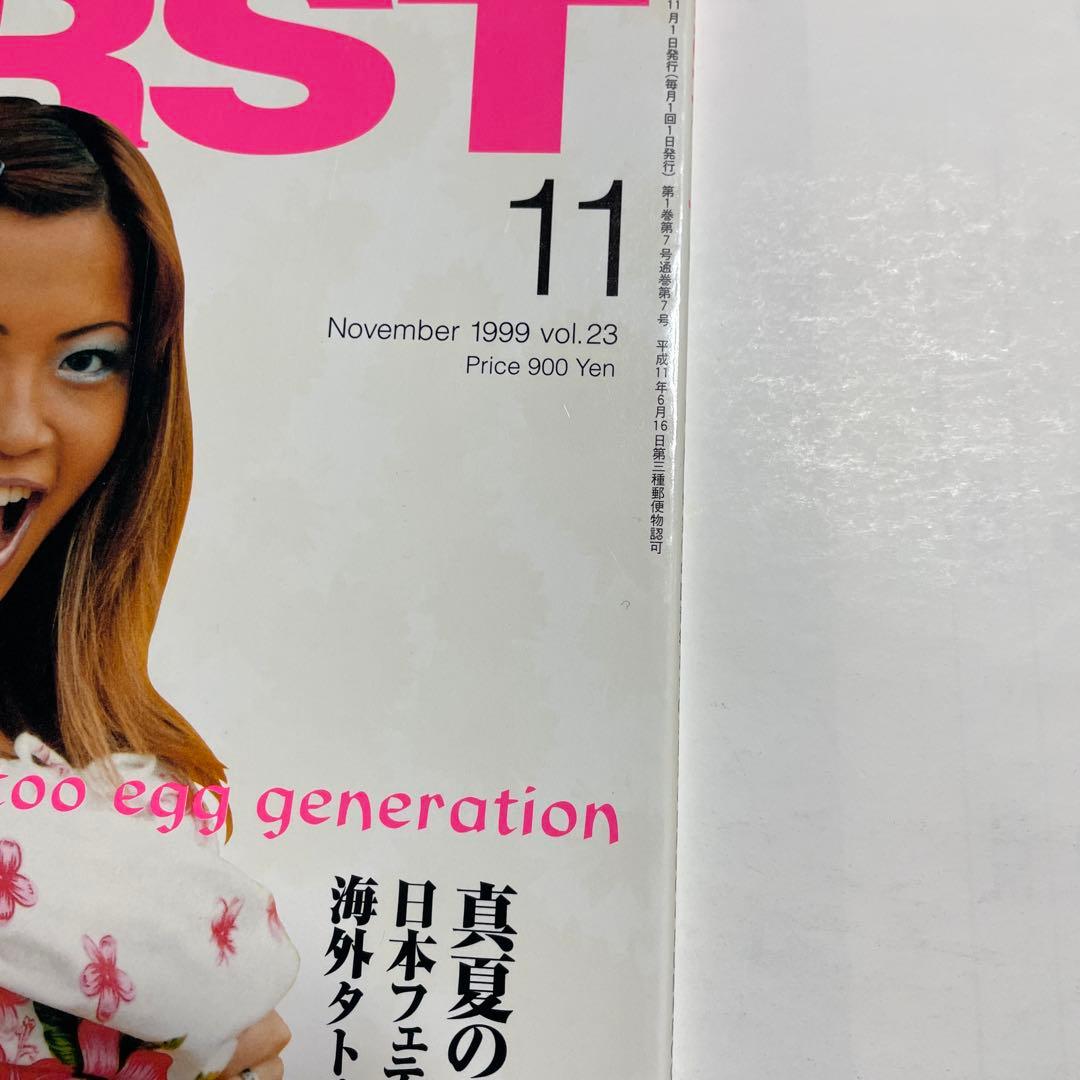 RST
11
November 1999 vol.23
Price 900 Yen
11月1日発行(毎月1回1日発行) 第1巻第7号通巻第7号 平成11年6月16日第三種郵便物認可
too egg generation
真夏の
日本フェ
海外タト